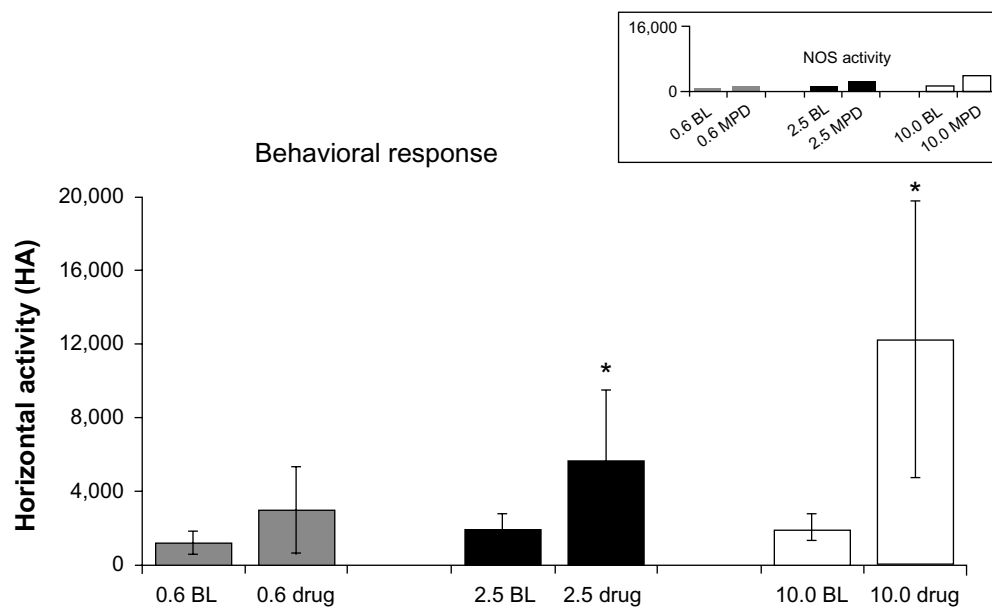 16,000
NOS activity
0
0.6 BL
0.6 MPD
2.5 BL
2.5 MPD
10.0 BL
10.0 MPD
Behavioral response
Horizontal activity (HA)
20,000
16,000
12,000
8,000
4,000
0
*
*
0.6 BL
0.6 drug
2.5 BL
2.5 drug
10.0 BL
10.0 drug